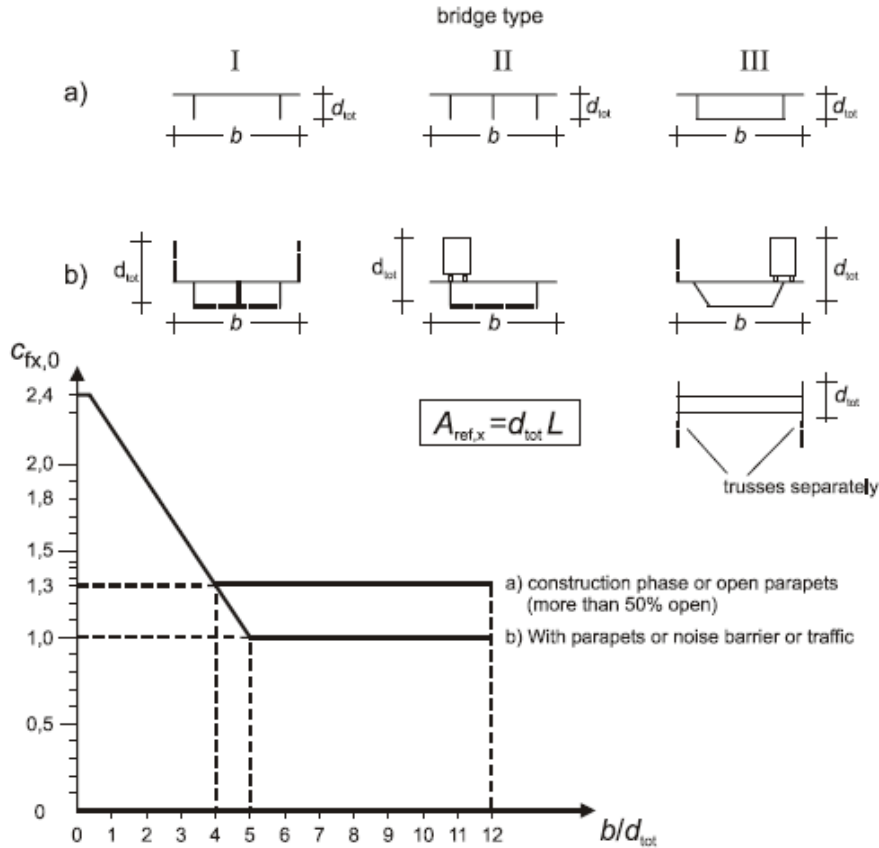 bridge type
I II III
a)
d_tot d_tot d_tot
b b b
b)
d_tot d_tot d_tot
b b b
c_fx,0
2,4
d_tot
A_ref,x = d_tot L
2,0
1,8
trusses separately
1,5
1,3
a) construction phase or open parapets
(more than 50% open)
1,0
b) With parapets or noise barrier or traffic
0,5
0
0 1 2 3 4 5 6 7 8 9 10 11 12
b/d_tot